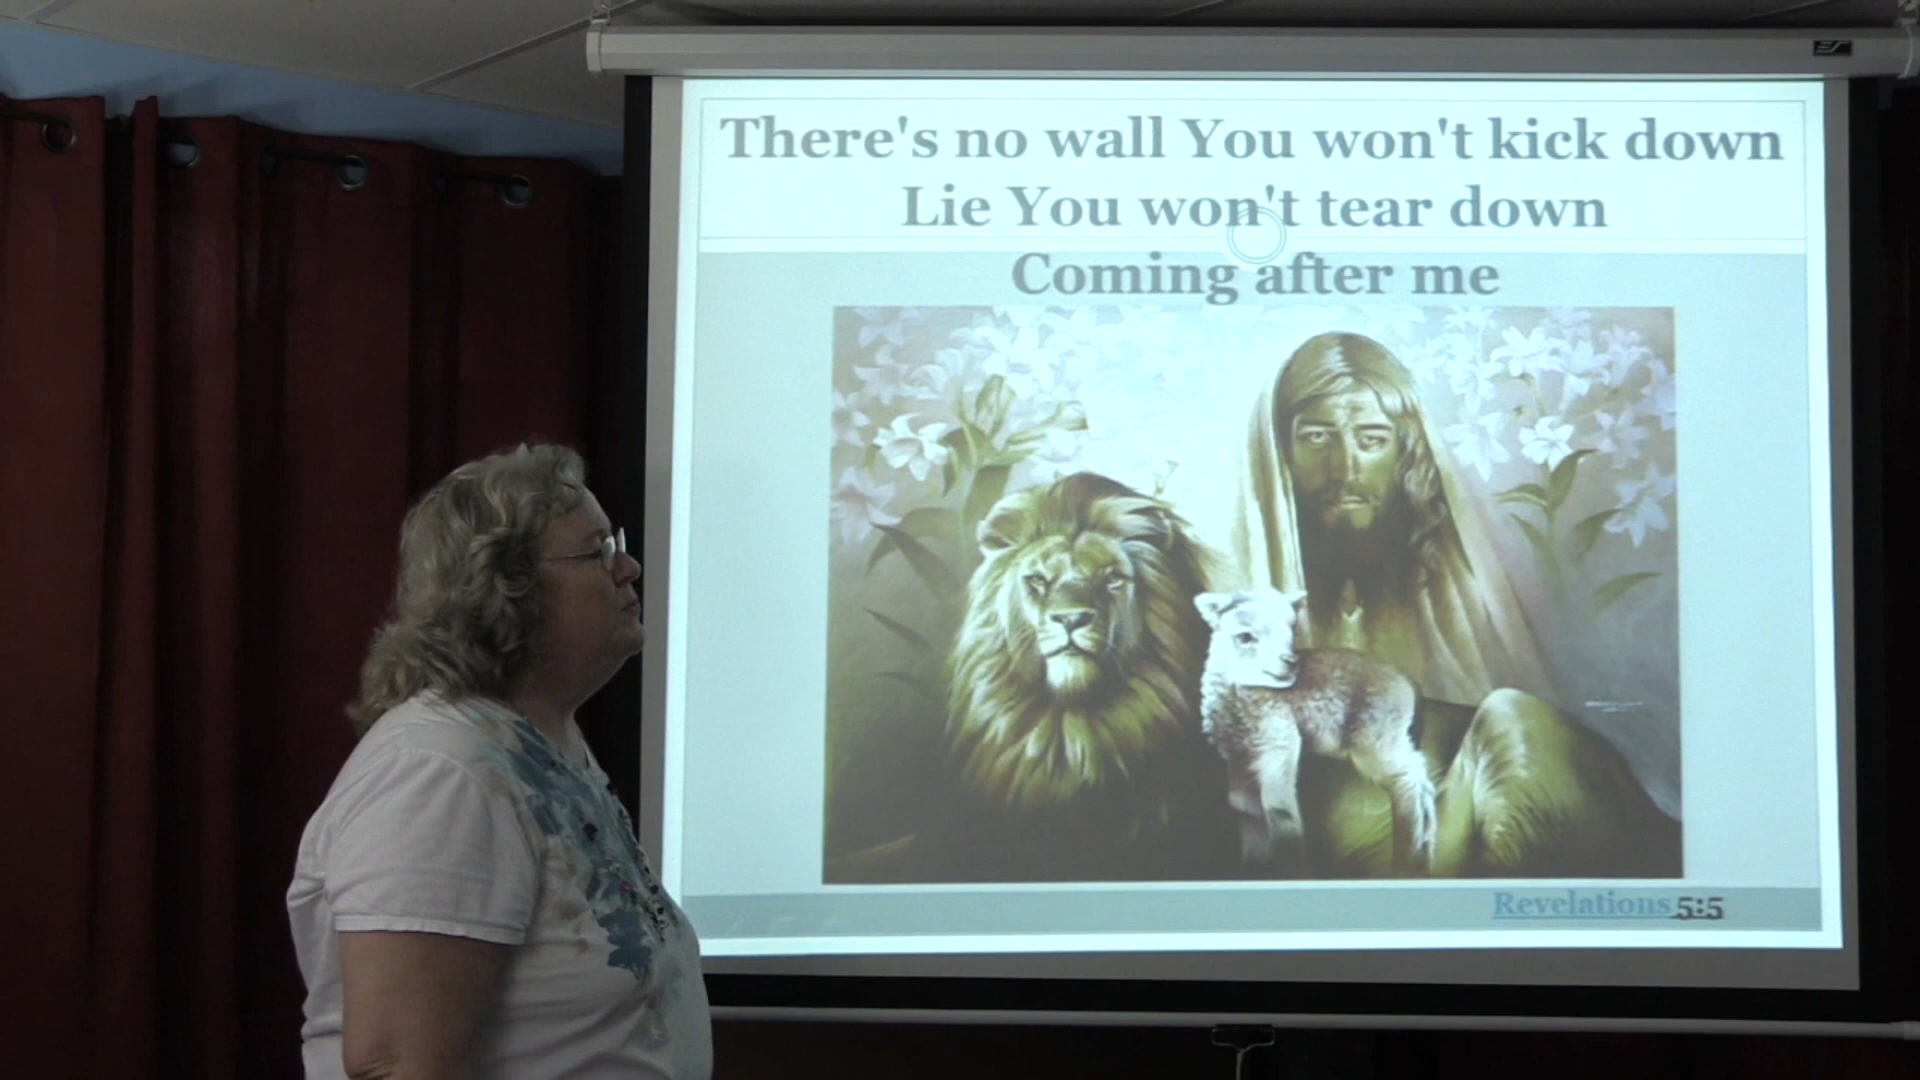 There's no wall You won't kick down
Lie You won't tear down
Coming after me
Revelations 5:5